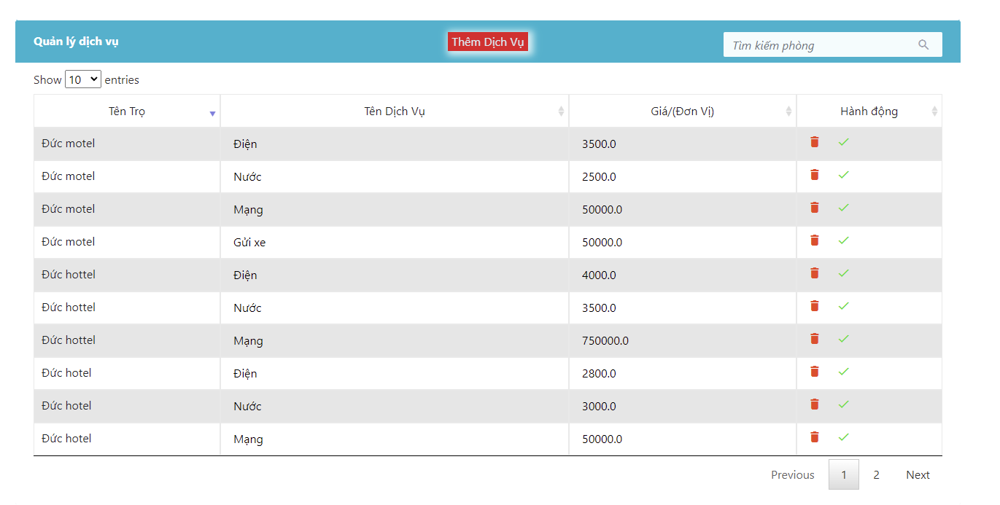 Quản lý dịch vụ Thêm Dịch Vụ Tìm kiếm phòng
Show 10 entries
Tên Trọ Tên Dịch Vụ Giá/(Đơn Vị) Hành động
Đức motel Điện 3500.0
Đức motel Nước 2500.0
Đức motel Mạng 50000.0
Đức motel Gửi xe 50000.0
Đức hottel Điện 4000.0
Đức hottel Nước 3500.0
Đức hottel Mạng 750000.0
Đức hotel Điện 2800.0
Đức hotel Nước 3000.0
Đức hotel Mạng 50000.0
Previous 1 2 Next